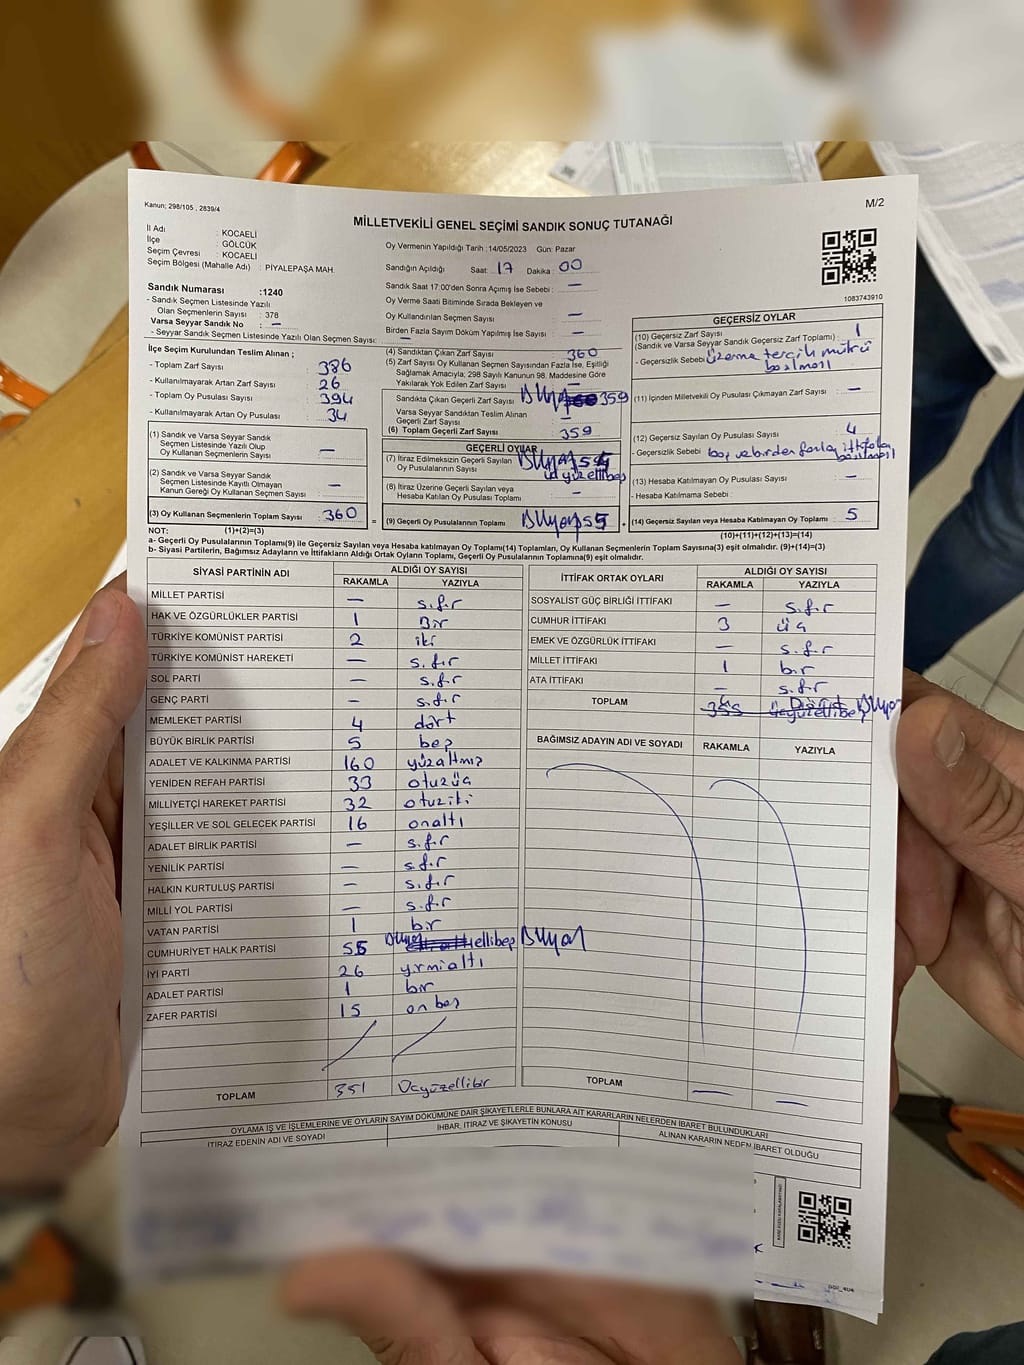 Kanun; 298/105 , 2839/4
M/2
MİLLETVEKİLİ GENEL SEÇİMİ SANDIK SONUÇ TUTANAĞI
İl Adı : KOCAELİ
İlçe : GÖLCÜK
Seçim Çevresi : KOCAELİ
Seçim Bölgesi (Mahalle Adı) : PİYALEPAŞA MAH.
Sandık Numarası :1240
- Sandık Seçmen Listesinde Yazılı
Olan Seçmenlerin Sayısı : 378
Varsa Seyyar Sandık No : —
- Seyyar Sandık Seçmen Listesinde Yazılı Olan Seçmen Sayısı: —
Oy Vermenin Yapıldığı Tarih :14/05/2023 Gün: Pazar
Sandığın Açıldığı Saat: 17 Dakika : 00
Sandık Saat 17:00'den Sonra Açımış İse Sebebi : —
Oy Verme Saati Bitiminde Sırada Bekleyen ve
Oy Kullandırılan Seçmen Sayısı : —
Birden Fazla Sayım Döküm Yapılmış İse Sayısı : —
1083743910
İlçe Seçim Kurulundan Teslim Alınan ;
- Toplam Zarf Sayısı : 386
- Kullanılmayarak Artan Zarf Sayısı : 26
- Toplam Oy Pusulası Sayısı : 394
- Kullanılmayarak Artan Oy Pusulası : 34
(1) Sandık ve Varsa Seyyar Sandık
Seçmen Listesinde Yazılı Olup
Oy Kullanan Seçmenlerin Sayısı : —
(2) Sandık ve Varsa Seyyar Sandık
Seçmen Listesinde Kayıtlı Olmayan
Kanun Gereği Oy Kullanan Seçmen Sayısı : —
(3) Oy Kullanan Seçmenlerin Toplam Sayısı : 360
(4) Sandıktan Çıkan Zarf Sayısı : 360
(5) Zarf Sayısı Oy Kullanan Seçmen Sayısından Fazla İse, Eşitliği
Sağlamak Amacıyla; 298 Sayılı Kanunun 98. Maddesine Göre
Yakılarak Yok Edilen Zarf Sayısı : —
Sandıkta Çıkan Geçerli Zarf Sayısı : 359
Varsa Seyyar Sandıktan Teslim Alınan
Geçerli Zarf Sayısı : —
(6) Toplam Geçerli Zarf Sayısı : 359
GEÇERLİ OYLAR
(7) İtiraz Edilmeksizin Geçerli Sayılan
Oy Pusulalarının Sayısı
(8) İtiraz Üzerine Geçerli Sayılan veya
Hesaba Katılan Oy Pusulası Toplamı : —
(9) Geçerli Oy Pusulalarının Toplamı
GEÇERSİZ OYLAR
(10) Geçersiz Zarf Sayısı : 1
(Sandık ve Varsa Seyyar Sandık Geçersiz Zarf Toplamı)
- Geçersizlik Sebebi : üzerine tercih mührü
basılması
(11) İçinden Milletvekili Oy Pusulası Çıkmayan Zarf Sayısı : —
(12) Geçersiz Sayılan Oy Pusulası Sayısı : 4
- Geçersizlik Sebebi : boş ve birden fazla ittifaka
basılması
(13) Hesaba Katılmayan Oy Pusulası Sayısı : —
- Hesaba Katılmama Sebebi :
(14) Geçersiz Sayılan veya Hesaba Katılmayan Oy Toplamı : 5
NOT: (1)+(2)=(3)
(10)+(11)+(12)+(13)=(14)
a- Geçerli Oy Pusulaları Toplamı(9) ile Geçersiz Sayılan veya Hesaba katılmayan Oy Toplamı(14) Toplamları, Oy Kullanan Seçmenlerin Toplam Sayısına(3) eşit olmalıdır. (9)+(14)=(3)
b- Siyasi Partilerin, Bağımsız Adayların ve İttifakların Aldığı Ortak Oyların Toplamı, Geçerli Oy Pusulalarının Toplamına(9) eşit olmalıdır.
SİYASİ PARTİNİN ADI ALDIĞI OY SAYISI
RAKAMLA YAZIYLA
MİLLET PARTİSİ — sıfır
HAK VE ÖZGÜRLÜKLER PARTİSİ 1 Bir
TÜRKİYE KOMÜNİST PARTİSİ 2 iki
TÜRKİYE KOMÜNİST HAREKETİ — sıfır
SOL PARTİ — sıfır
GENÇ PARTİ — sıfır
MEMLEKET PARTİSİ 4 dört
BÜYÜK BİRLİK PARTİSİ 5 beş
ADALET VE KALKINMA PARTİSİ 160 yüzaltmış
YENİDEN REFAH PARTİSİ 33 otuzüç
MİLLİYETÇİ HAREKET PARTİSİ 32 otuziki
YEŞİLLER VE SOL GELECEK PARTİSİ 16 onaltı
ADALET BİRLİK PARTİSİ — sıfır
YENİLİK PARTİSİ — sıfır
HALKIN KURTULUŞ PARTİSİ — sıfır
MİLLİ YOL PARTİSİ — sıfır
VATAN PARTİSİ 1 bir
CUMHURİYET HALK PARTİSİ 55 ellibeş
İYİ PARTİ 26 yirmialtı
ADALET PARTİSİ 1 bir
ZAFER PARTİSİ 15 on beş
TOPLAM 351 Üçyüzellibir
İTTİFAK ORTAK OYLARI ALDIĞI OY SAYISI
RAKAMLA YAZIYLA
SOSYALİST GÜÇ BİRLİĞİ İTTİFAKI — sıfır
CUMHUR İTTİFAKI 3 üç
EMEK VE ÖZGÜRLÜK İTTİFAKI — sıfır
MİLLET İTTİFAKI 1 bir
ATA İTTİFAKI — sıfır
TOPLAM 4 Dört
BAĞIMSIZ ADAYIN ADI VE SOYADI RAKAMLA YAZIYLA
TOPLAM — —
OYLAMA İŞ VE İŞLEMLERİNE VE OYLARIN SAYIM DÖKÜMÜNE DAİR ŞİKAYETLERLE BUNLARA AİT KARARLARIN NELERDEN İBARET BULUNDUKLARI
İTİRAZ EDENİN ADI VE SOYADI
İHBAR, İTİRAZ VE ŞİKAYETİN KONUSU
ALINAN KARARIN NEDEN İBARET OLDUĞU